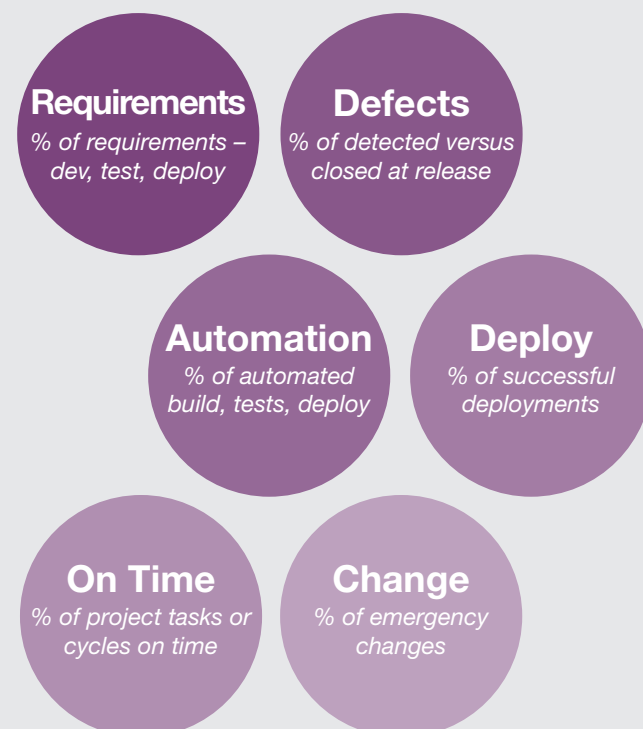 Requirements
% of requirements –
dev, test, deploy
Defects
% of detected versus
closed at release
Automation
% of automated
build, tests, deploy
Deploy
% of successful
deployments
On Time
% of project tasks or
cycles on time
Change
% of emergency
changes